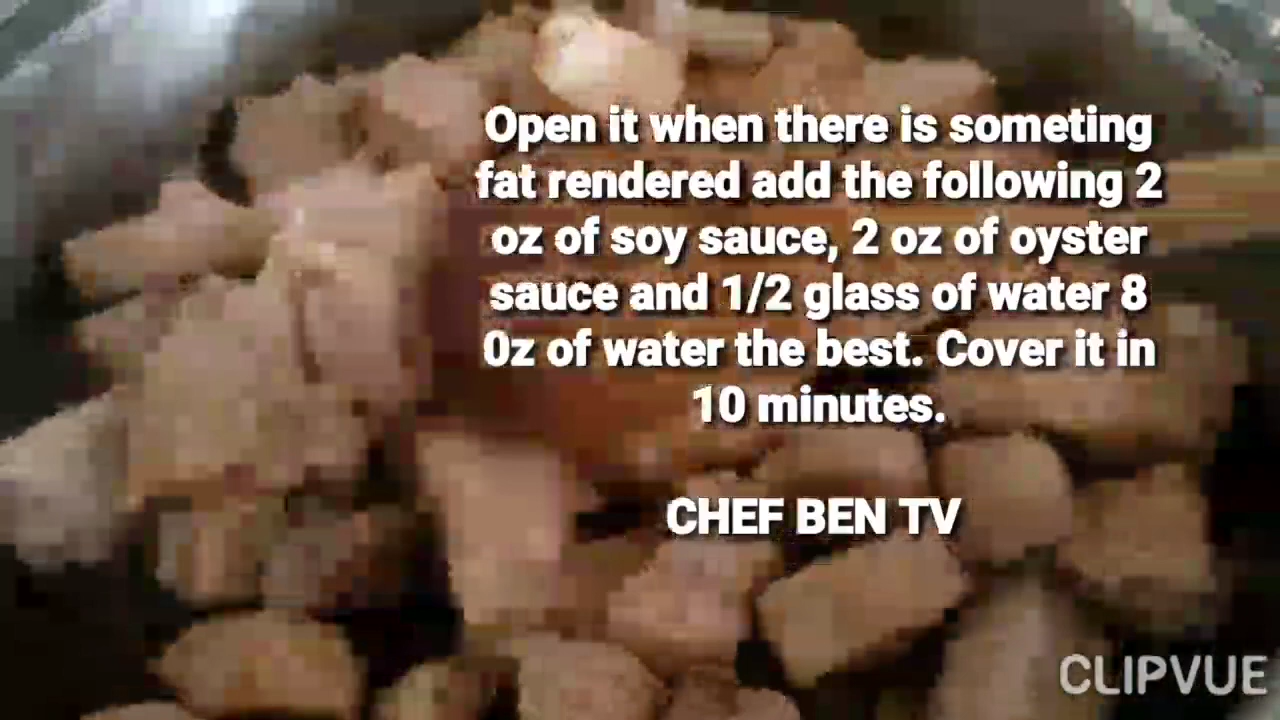 Open it when there is someting
fat rendered add the following 2
oz of soy sauce, 2 oz of oyster
sauce and 1/2 glass of water 8
0z of water the best. Cover it in
10 minutes.
CHEF BEN TV
CLIPVUE